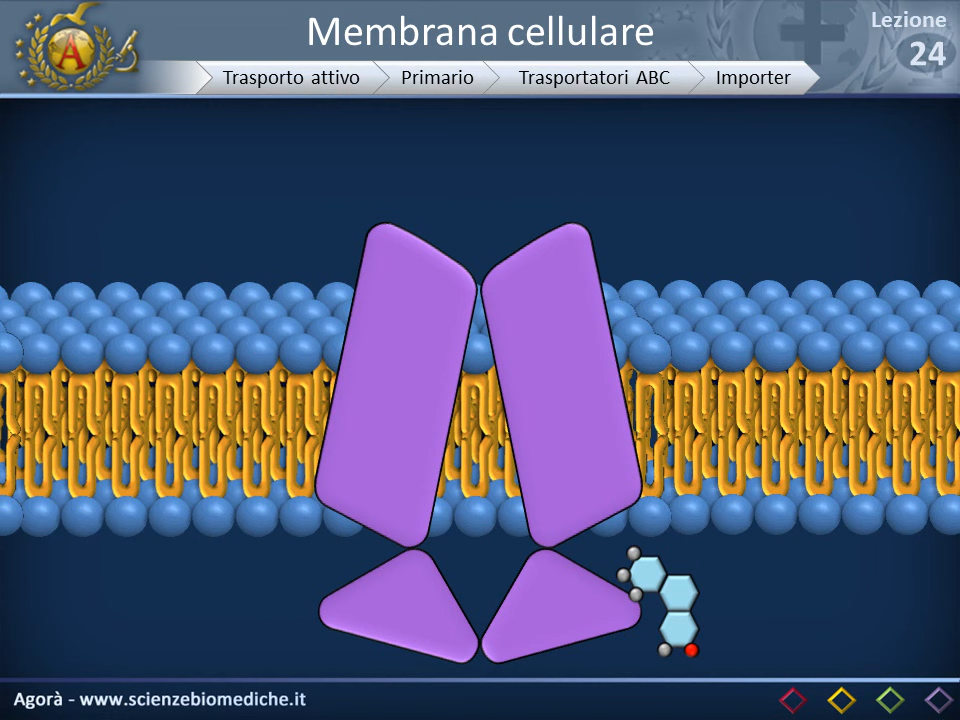 Membrana cellulare
Lezione
24
Trasporto attivo Primario Trasportatori ABC Importer
A
Agorà - www.scienzebiomediche.it